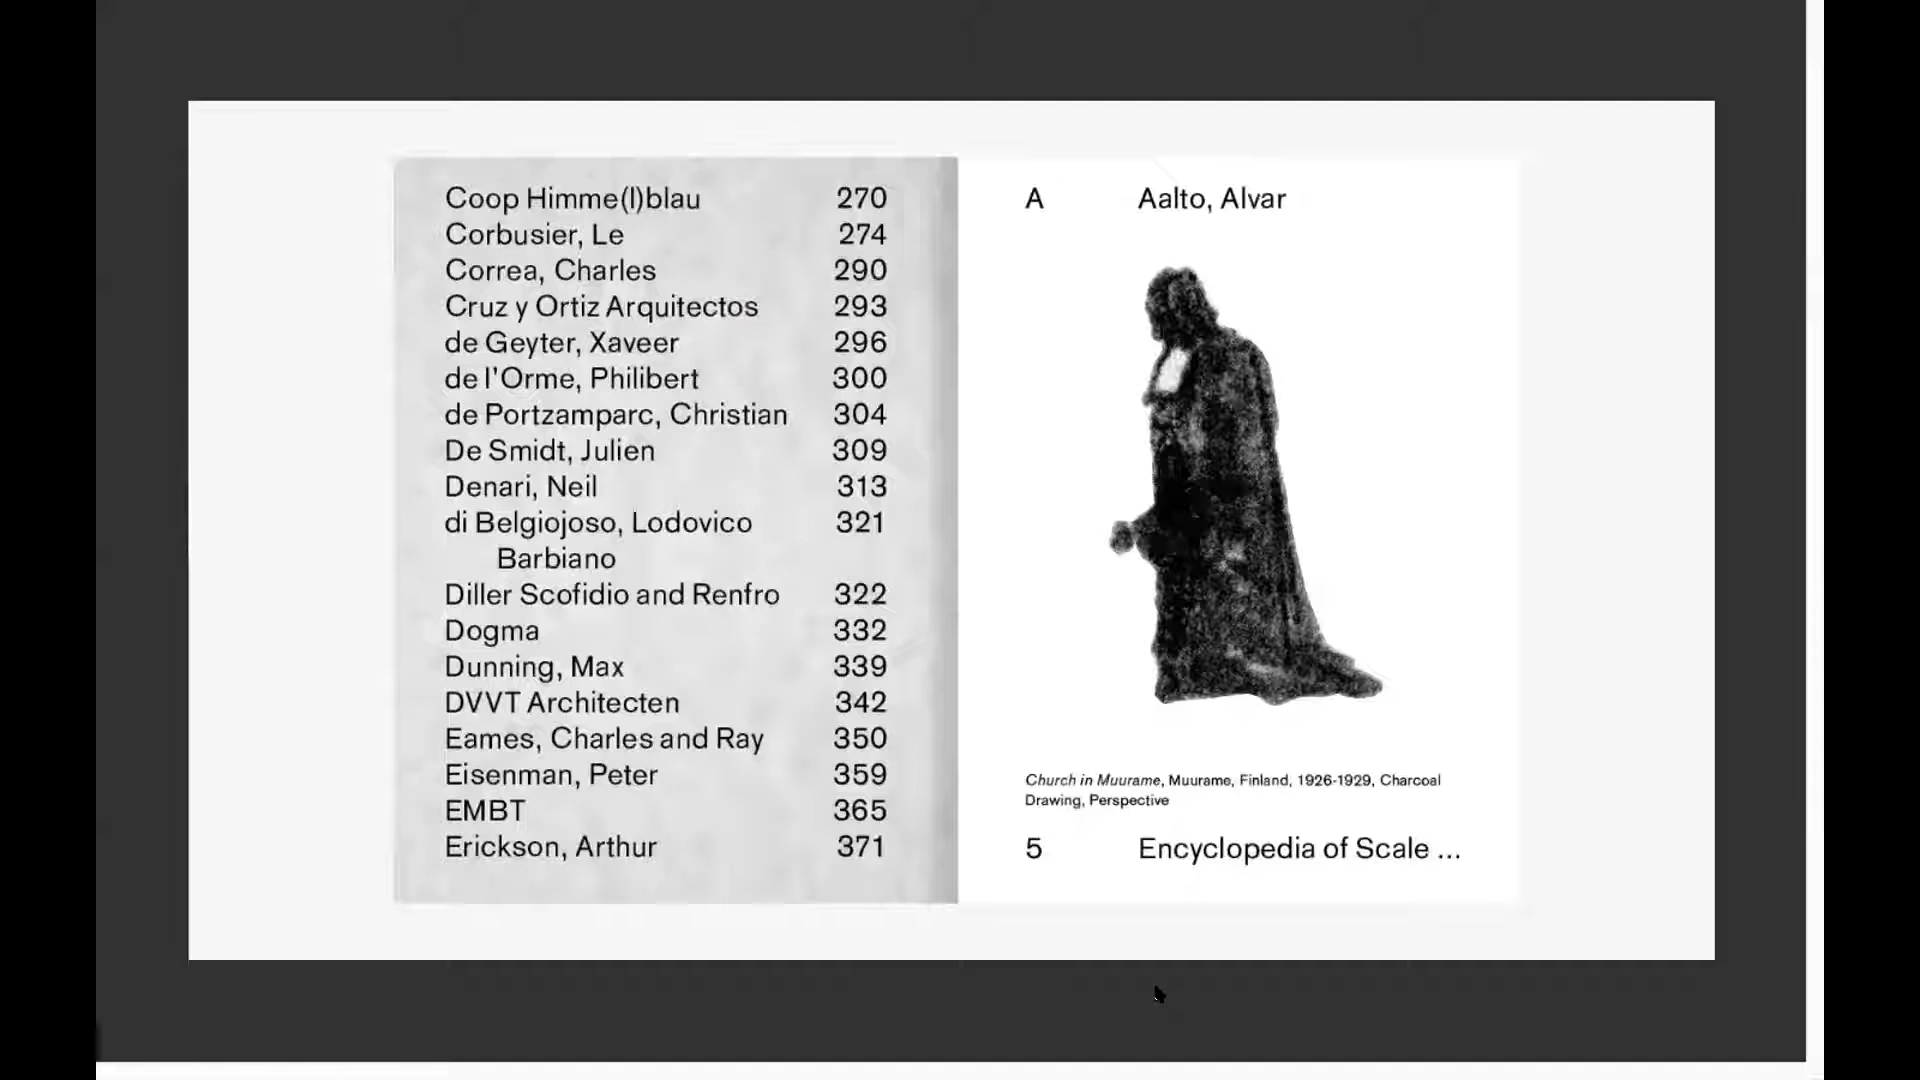 Coop Himme(l)blau 270
Corbusier, Le 274
Correa, Charles 290
Cruz y Ortiz Arquitectos 293
de Geyter, Xaveer 296
de l'Orme, Philibert 300
de Portzamparc, Christian 304
De Smidt, Julien 309
Denari, Neil 313
di Belgiojoso, Lodovico 321
Barbiano
Diller Scofidio and Renfro 322
Dogma 332
Dunning, Max 339
DVVT Architecten 342
Eames, Charles and Ray 350
Eisenman, Peter 359
EMBT 365
Erickson, Arthur 371
A Aalto, Alvar
Church in Muurame, Muurame, Finland, 1926-1929, Charcoal
Drawing, Perspective
5 Encyclopedia of Scale ...